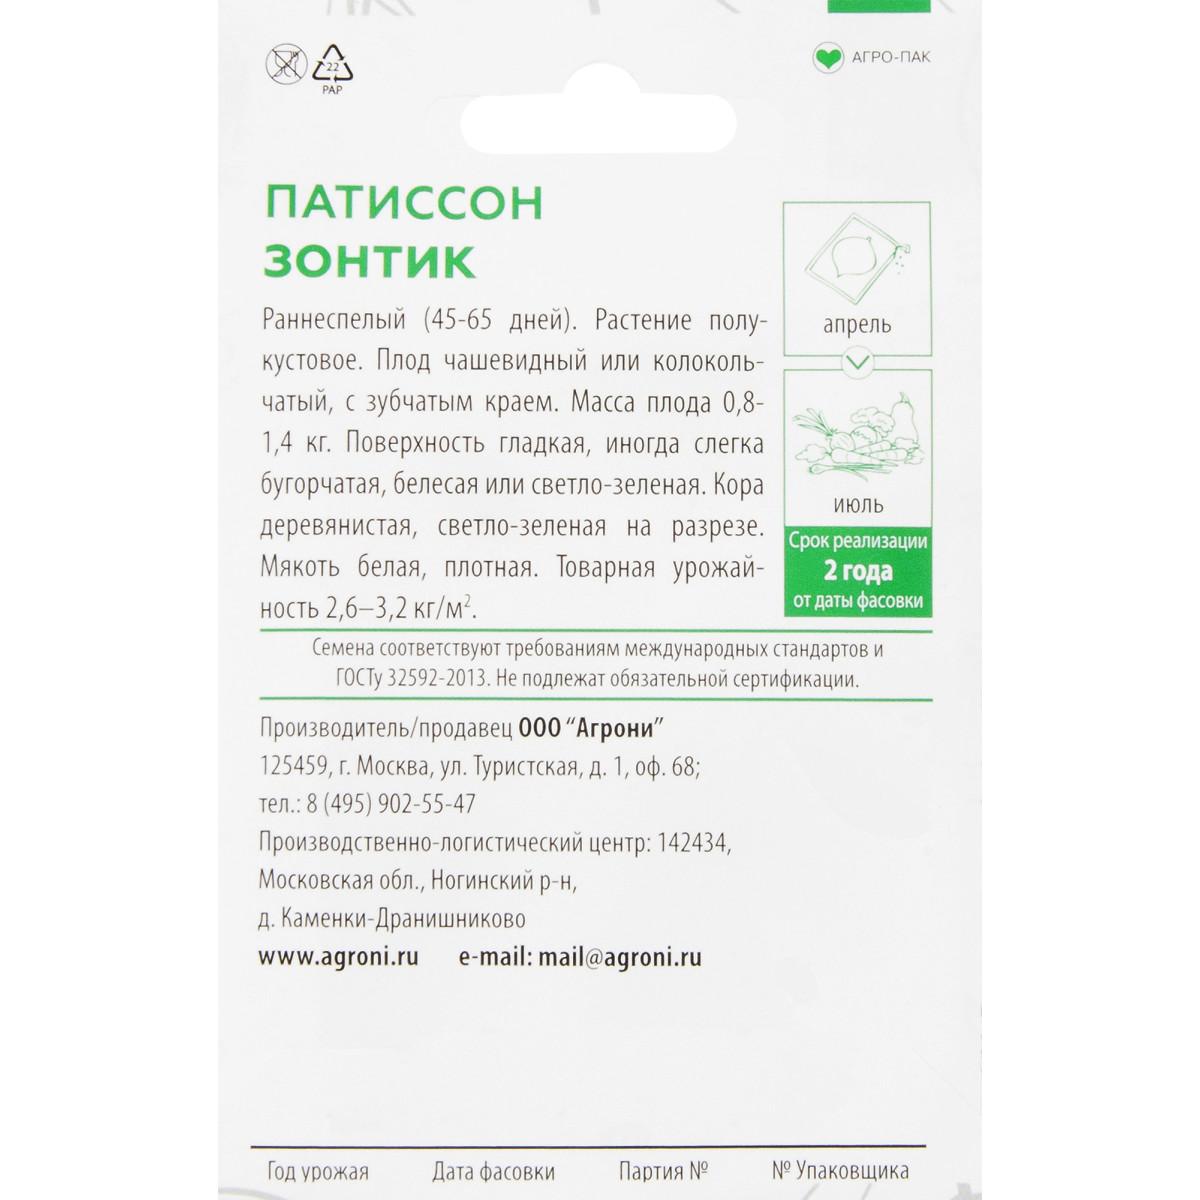 22
PAP
АГРО-ПАК
ПАТИССОН
ЗОНТИК
Раннеспелый (45-65 дней). Растение полу-
кустовое. Плод чашевидный или колоколь-
чатый, с зубчатым краем. Масса плода 0,8-
1,4 кг. Поверхность гладкая, иногда слегка
бугорчатая, белесая или светло-зеленая. Кора
деревянистая, светло-зеленая на разрезе.
Мякоть белая, плотная. Товарная урожай-
ность 2,6–3,2 кг/м².
апрель
июль
Срок реализации
2 года
от даты фасовки
Семена соответствуют требованиям международных стандартов и
ГОСТу 32592-2013. Не подлежат обязательной сертификации.
Производитель/продавец ООО “Агрони”
125459, г. Москва, ул. Туристская, д. 1, оф. 68;
тел.: 8 (495) 902-55-47
Производственно-логистический центр: 142434,
Московская обл., Ногинский р-н,
д. Каменки-Дранишниково
www.agroni.ru e-mail: mail@agroni.ru
Год урожая Дата фасовки Партия № № Упаковщика